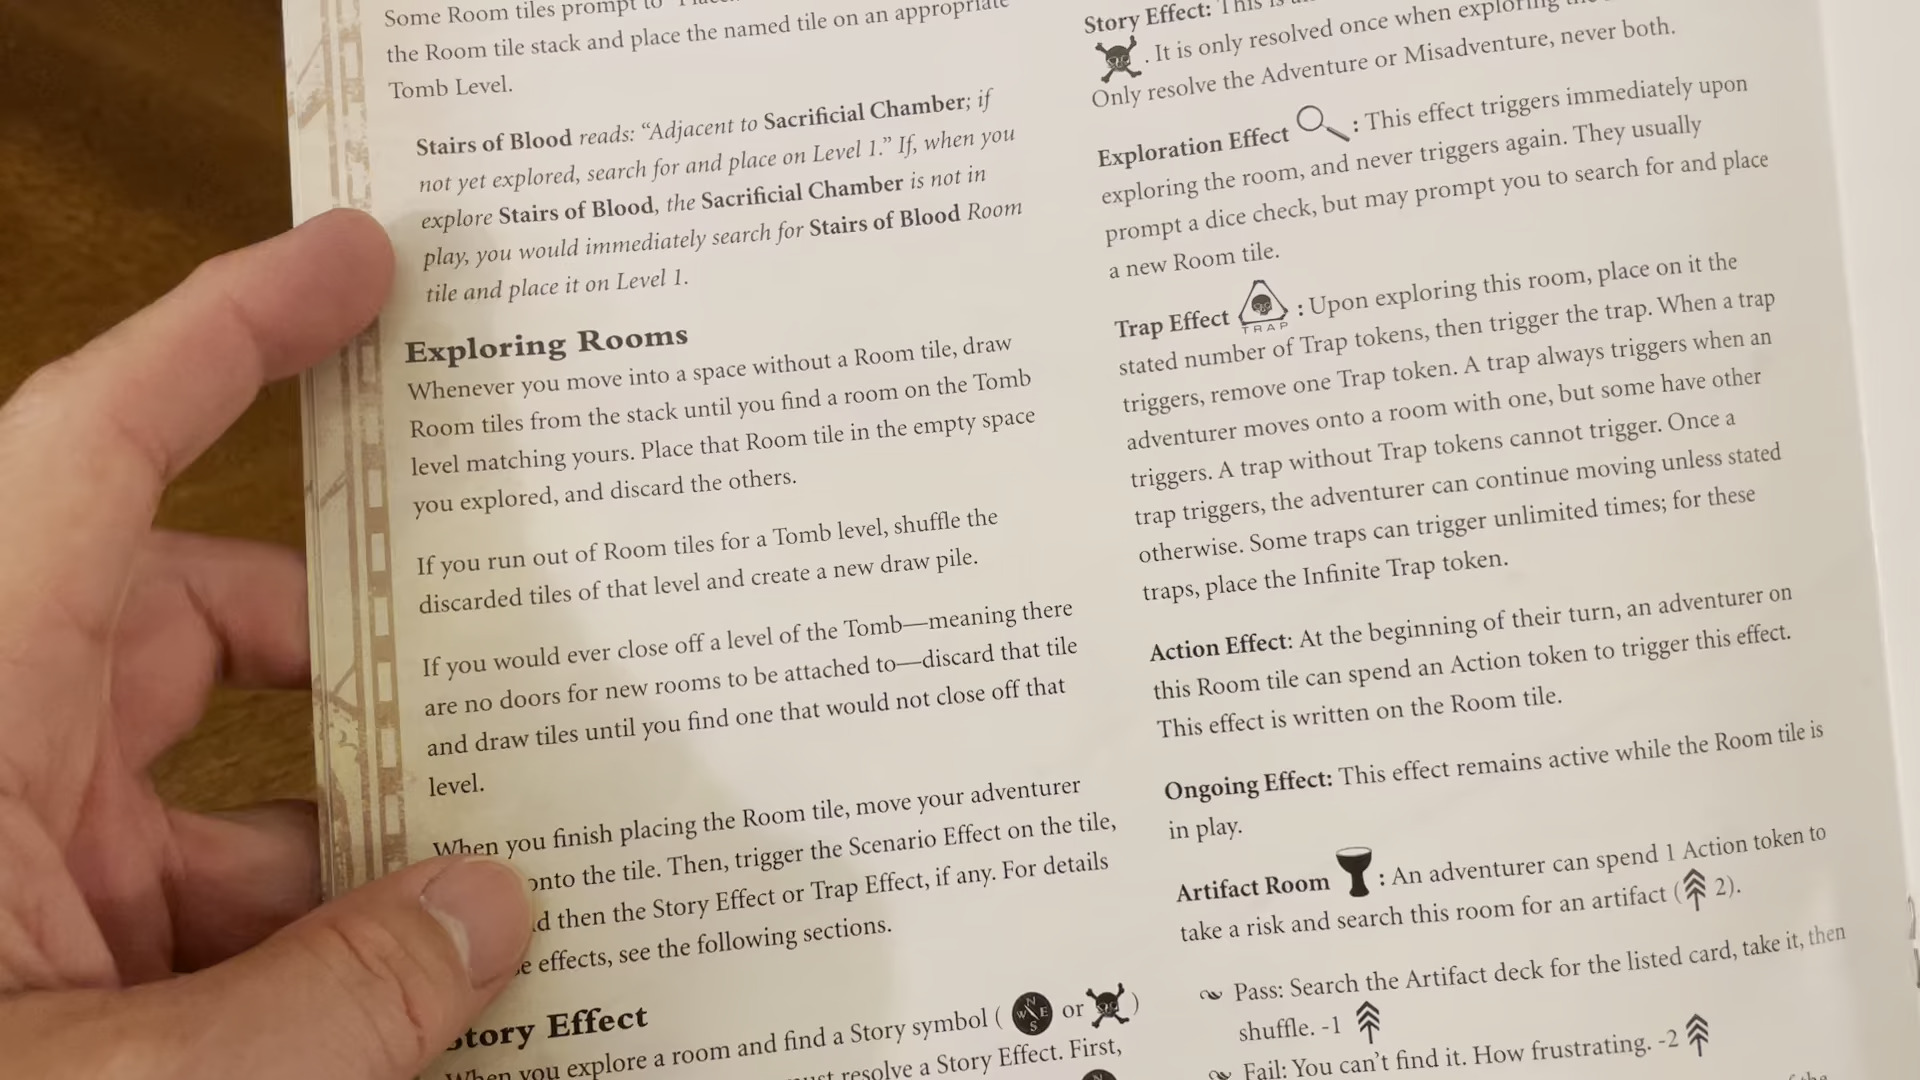 Some Room tiles prompt to
the Room tile stack and place the named tile on an appropriate
Tomb Level.
Stairs of Blood reads: “Adjacent to Sacrificial Chamber; if
not yet explored, search for and place on Level 1.” If, when you
explore Stairs of Blood, the Sacrificial Chamber is not in
play, you would immediately search for Stairs of Blood Room
tile and place it on Level 1.
Exploring Rooms
Whenever you move into a space without a Room tile, draw
Room tiles from the stack until you find a room on the Tomb
level matching yours. Place that Room tile in the empty space
you explored, and discard the others.
If you run out of Room tiles for a Tomb level, shuffle the
discarded tiles of that level and create a new draw pile.
If you would ever close off a level of the Tomb—meaning there
are no doors for new rooms to be attached to—discard that tile
and draw tiles until you find one that would not close off that
level.
When you finish placing the Room tile, move your adventurer
onto the tile. Then, trigger the Scenario Effect on the tile,
then the Story Effect or Trap Effect, if any. For details
effects, see the following sections.
Story Effect
When you explore a room and find a Story symbol ( N W E S or )
resolve a Story Effect. First,
Story Effect: This is
. It is only resolved once when exploring
Only resolve the Adventure or Misadventure, never both.
Exploration Effect : This effect triggers immediately upon
exploring the room, and never triggers again. They usually
prompt a dice check, but may prompt you to search for and place
a new Room tile.
Trap Effect TRAP : Upon exploring this room, place on it the
stated number of Trap tokens, then trigger the trap. When a trap
triggers, remove one Trap token. A trap always triggers when an
adventurer moves onto a room with one, but some have other
triggers. A trap without Trap tokens cannot trigger. Once a
trap triggers, the adventurer can continue moving unless stated
otherwise. Some traps can trigger unlimited times; for these
traps, place the Infinite Trap token.
Action Effect: At the beginning of their turn, an adventurer on
this Room tile can spend an Action token to trigger this effect.
This effect is written on the Room tile.
Ongoing Effect: This effect remains active while the Room tile is
in play.
Artifact Room : An adventurer can spend 1 Action token to
take a risk and search this room for an artifact ( 2).
Pass: Search the Artifact deck for the listed card, take it, then
shuffle. -1
Fail: You can’t find it. How frustrating. -2